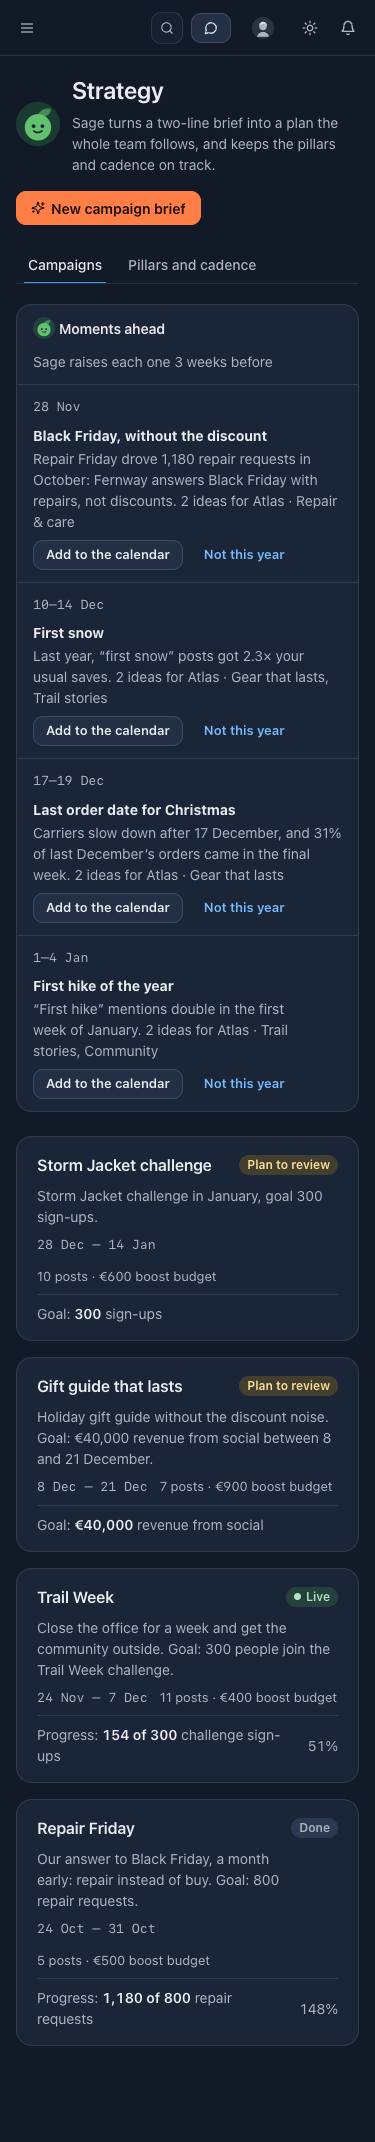 Strategy
Sage turns a two-line brief into a plan the
whole team follows, and keeps the pillars
and cadence on track.
New campaign brief
Campaigns Pillars and cadence
Moments ahead
Sage raises each one 3 weeks before
28 Nov
Black Friday, without the discount
Repair Friday drove 1,180 repair requests in
October: Fernway answers Black Friday with
repairs, not discounts. 2 ideas for Atlas · Repair
& care
Add to the calendar Not this year
10–14 Dec
First snow
Last year, “first snow” posts got 2.3× your
usual saves. 2 ideas for Atlas · Gear that lasts,
Trail stories
Add to the calendar Not this year
17–19 Dec
Last order date for Christmas
Carriers slow down after 17 December, and 31%
of last December’s orders came in the final
week. 2 ideas for Atlas · Gear that lasts
Add to the calendar Not this year
1–4 Jan
First hike of the year
“First hike” mentions double in the first
week of January. 2 ideas for Atlas · Trail
stories, Community
Add to the calendar Not this year
Storm Jacket challenge Plan to review
Storm Jacket challenge in January, goal 300
sign-ups.
28 Dec – 14 Jan
10 posts · €600 boost budget
Goal: 300 sign-ups
Gift guide that lasts Plan to review
Holiday gift guide without the discount noise.
Goal: €40,000 revenue from social between 8
and 21 December.
8 Dec – 21 Dec 7 posts · €900 boost budget
Goal: €40,000 revenue from social
Trail Week Live
Close the office for a week and get the
community outside. Goal: 300 people join the
Trail Week challenge.
24 Nov – 7 Dec 11 posts · €400 boost budget
Progress: 154 of 300 challenge sign-
ups 51%
Repair Friday Done
Our answer to Black Friday, a month
early: repair instead of buy. Goal: 800
repair requests.
24 Oct – 31 Oct
5 posts · €500 boost budget
Progress: 1,180 of 800 repair
requests 148%